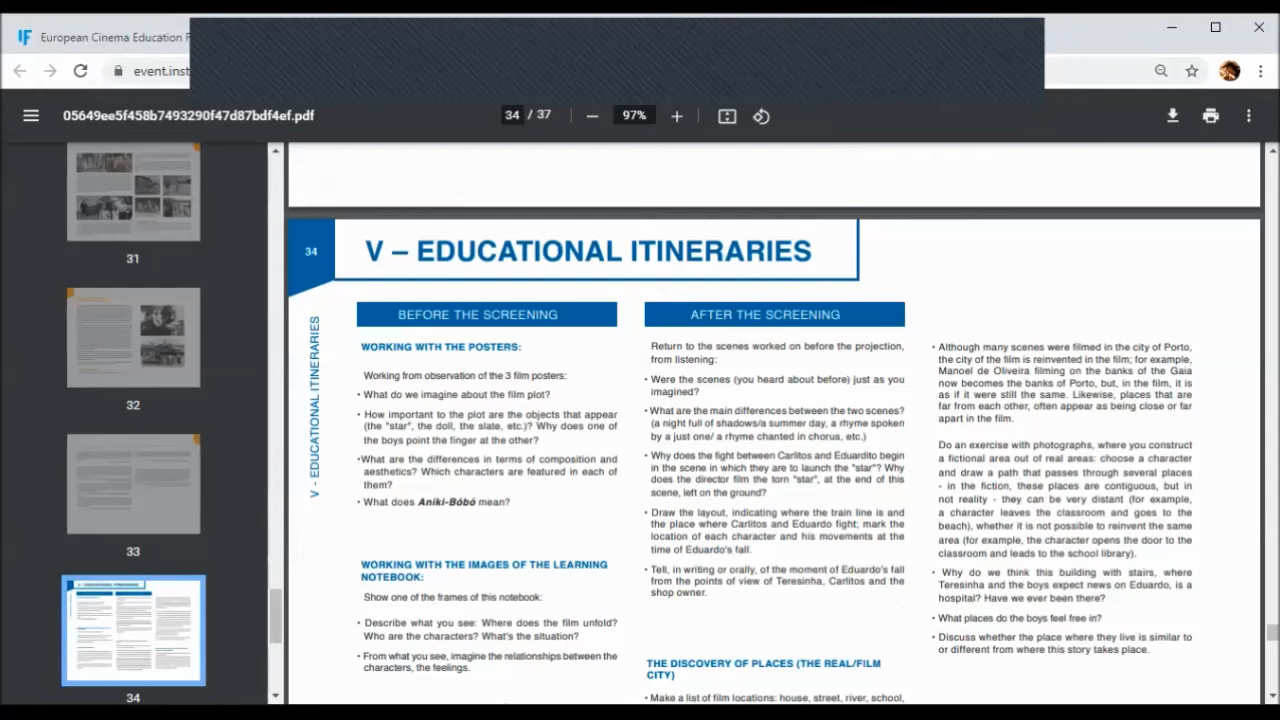 European Cinema Education
event.inst
05649ee5f458b7493290f47d87bdf4ef.pdf
34 / 37
97%
31
32
33
34
34
V – EDUCATIONAL ITINERARIES
V - EDUCATIONAL ITINERARIES
BEFORE THE SCREENING
WORKING WITH THE POSTERS:
Working from observation of the 3 film posters:
• What do we imagine about the film plot?
• How important to the plot are the objects that appear
(the "star", the doll, the slate, etc.)? Why does one of
the boys point the finger at the other?
•What are the differences in terms of composition and
aesthetics? Which characters are featured in each of
them?
• What does Aniki-Bóbó mean?
WORKING WITH THE IMAGES OF THE LEARNING
NOTEBOOK:
Show one of the frames of this notebook:
• Describe what you see: Where does the film unfold?
Who are the characters? What's the situation?
• From what you see, imagine the relationships between the
characters, the feelings.
AFTER THE SCREENING
Return to the scenes worked on before the projection,
from listening:
• Were the scenes (you heard about before) just as you
imagined?
• What are the main differences between the two scenes?
(a night full of shadows/a summer day, a rhyme spoken
by a just one/ a rhyme chanted in chorus, etc.)
• Why does the fight between Carlitos and Eduardito begin
in the scene in which they are to launch the "star"? Why
does the director film the torn "star", at the end of this
scene, left on the ground?
• Draw the layout, indicating where the train line is and
the place where Carlitos and Eduardo fight; mark the
location of each character and his movements at the
time of Eduardo's fall.
• Tell, in writing or orally, of the moment of Eduardo's fall
from the points of view of Teresinha, Carlitos and the
shop owner.
THE DISCOVERY OF PLACES (THE REAL/FILM
CITY)
• Make a list of film locations: house, street, river, school,
• Although many scenes were filmed in the city of Porto,
the city of the film is reinvented in the film; for example,
Manoel de Oliveira filming on the banks of the Gaia
now becomes the banks of Porto, but, in the film, it is
as if it were still the same. Likewise, places that are
far from each other, often appear as being close or far
apart in the film.
Do an exercise with photographs, where you construct
a fictional area out of real areas: choose a character
and draw a path that passes through several places
- in the fiction, these places are contiguous, but in
not reality - they can be very distant (for example,
a character leaves the classroom and goes to the
beach), whether it is not possible to reinvent the same
area (for example, the character opens the door to the
classroom and leads to the school library).
• Why do we think this building with stairs, where
Teresinha and the boys expect news on Eduardo, is a
hospital? Have we ever been there?
• What places do the boys feel free in?
• Discuss whether the place where they live is similar to
or different from where this story takes place.